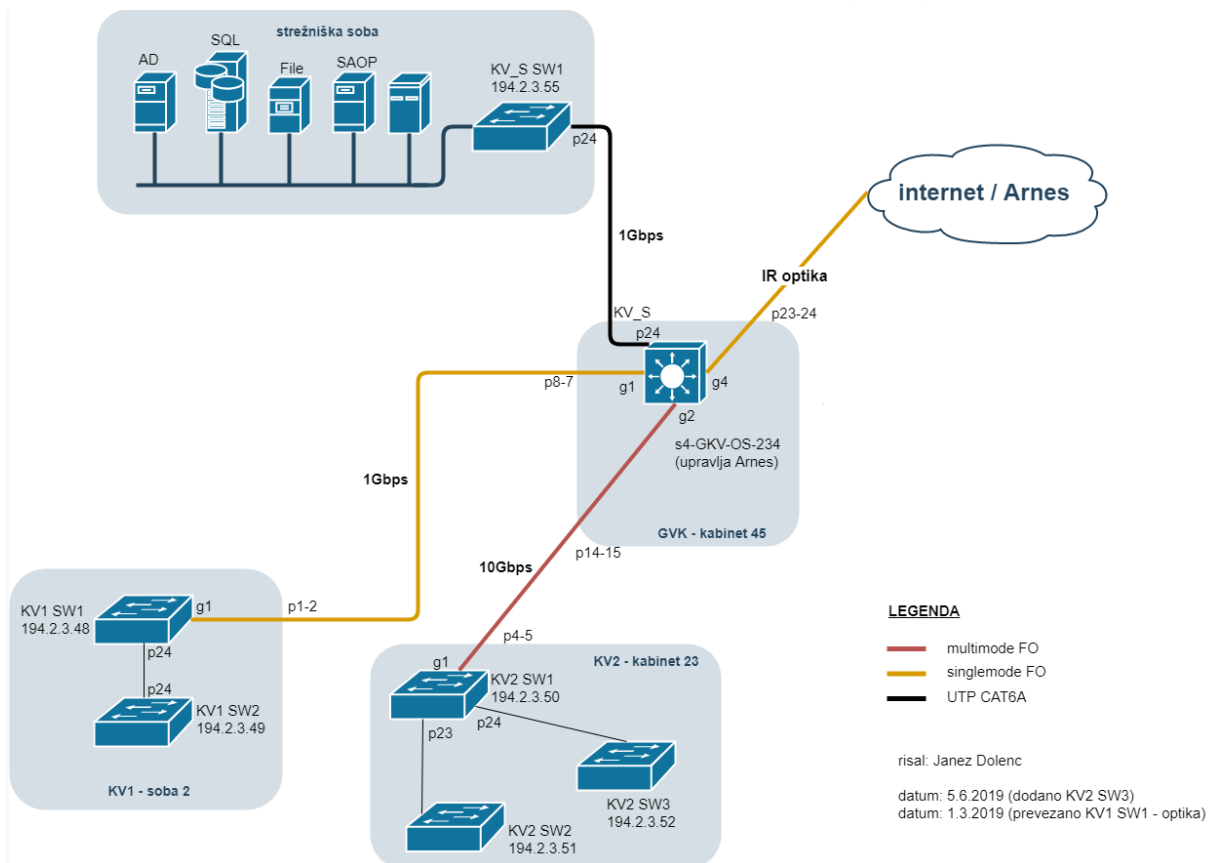 strežniška soba
AD
SQL
File
SAOP
KV_S SW1
194.2.3.55
p24
1Gbps
internet / Arnes
IR optika
p23-24
KV_S
p24
p8-7
g1
g4
g2
s4-GKV-OS-234
(upravlja Arnes)
GVK - kabinet 45
1Gbps
p14-15
10Gbps
KV1 SW1
194.2.3.48
g1
p1-2
p24
p24
KV1 SW2
194.2.3.49
KV1 - soba 2
p4-5
g1
KV2 - kabinet 23
KV2 SW1
194.2.3.50
p23
p24
KV2 SW3
194.2.3.52
KV2 SW2
194.2.3.51
LEGENDA
multimode FO
singlemode FO
UTP CAT6A
risal: Janez Dolenc
datum: 5.6.2019 (dodano KV2 SW3)
datum: 1.3.2019 (prevezano KV1 SW1 - optika)